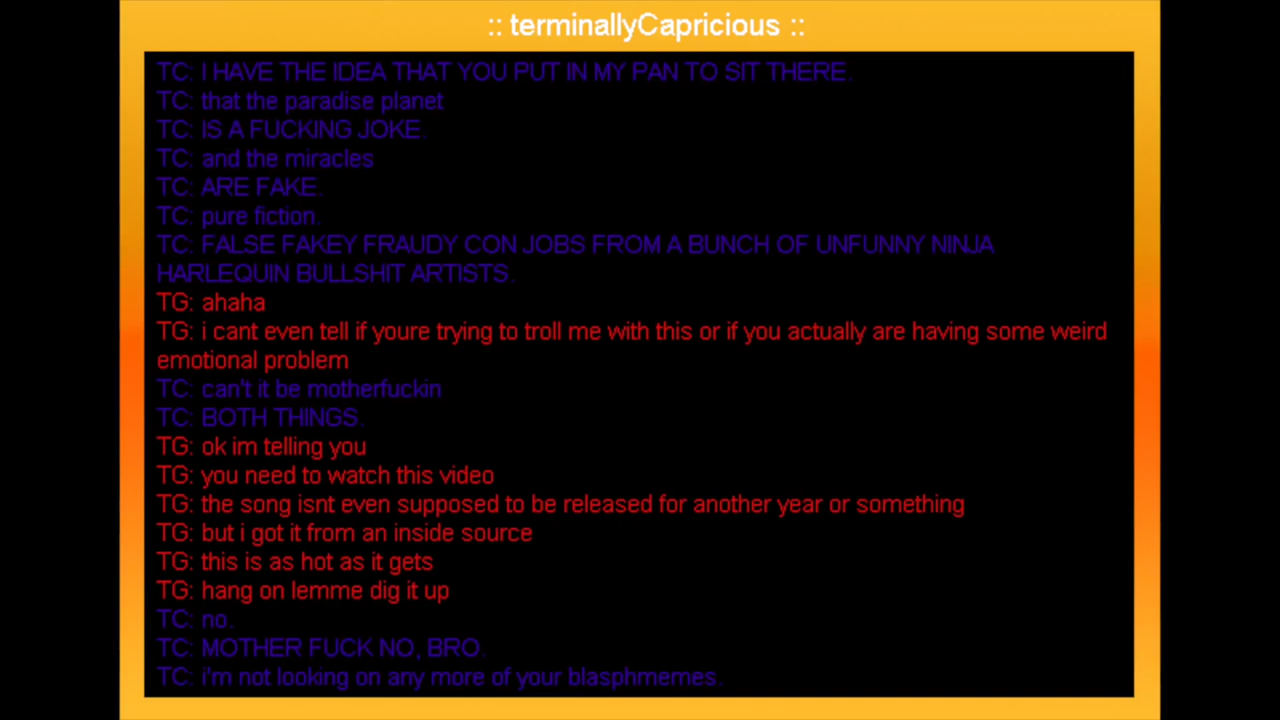 :: terminallyCapricious ::
TC: I HAVE THE IDEA THAT YOU PUT IN MY PAN TO SIT THERE.
TC: that the paradise planet
TC: IS A FUCKING JOKE.
TC: and the miracles
TC: ARE FAKE.
TC: pure fiction.
TC: FALSE FAKEY FRAUDY CON JOBS FROM A BUNCH OF UNFUNNY NINJA
HARLEQUIN BULLSHIT ARTISTS.
TG: ahaha
TG: i cant even tell if youre trying to troll me with this or if you actually are having some weird
emotional problem
TC: can't it be motherfuckin
TC: BOTH THINGS.
TG: ok im telling you
TG: you need to watch this video
TG: the song isnt even supposed to be released for another year or something
TG: but i got it from an inside source
TG: this is as hot as it gets
TG: hang on lemme dig it up
TC: no.
TC: MOTHER FUCK NO, BRO.
TC: i'm not looking on any more of your blasphmemes.